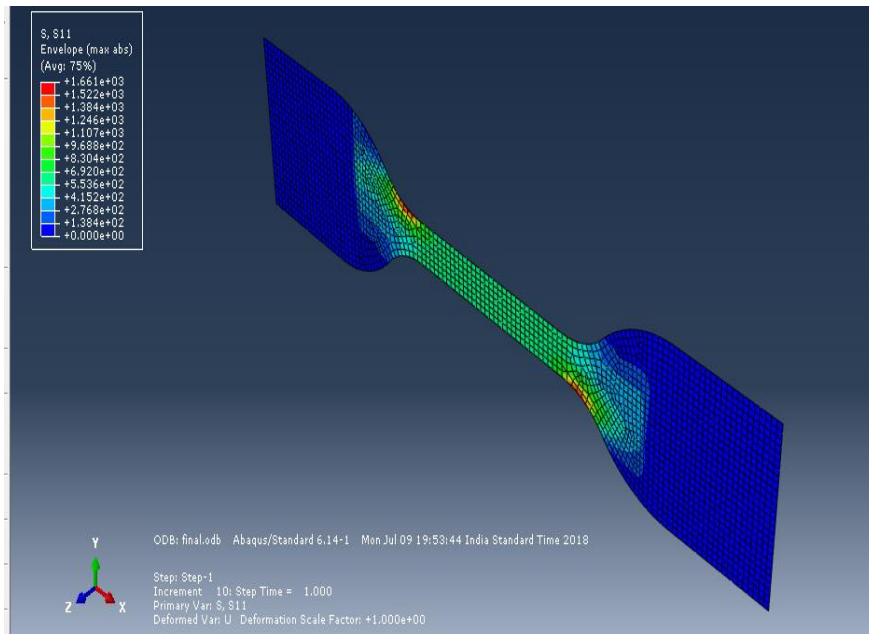 S, S11
Envelope (max abs)
(Avg: 75%)
+1.661e+03
+1.522e+03
+1.384e+03
+1.246e+03
+1.107e+03
+9.688e+02
+8.304e+02
+6.920e+02
+5.536e+02
+4.152e+02
+2.768e+02
+1.384e+02
+0.000e+00
ODB: final.odb Abaqus/Standard 6.14-1 Mon Jul 09 19:53:44 India Standard Time 2018
Y
Z X
Step: Step-1
Increment 10: Step Time = 1.000
Primary Var: S, S11
Deformed Var: U Deformation Scale Factor: +1.000e+00